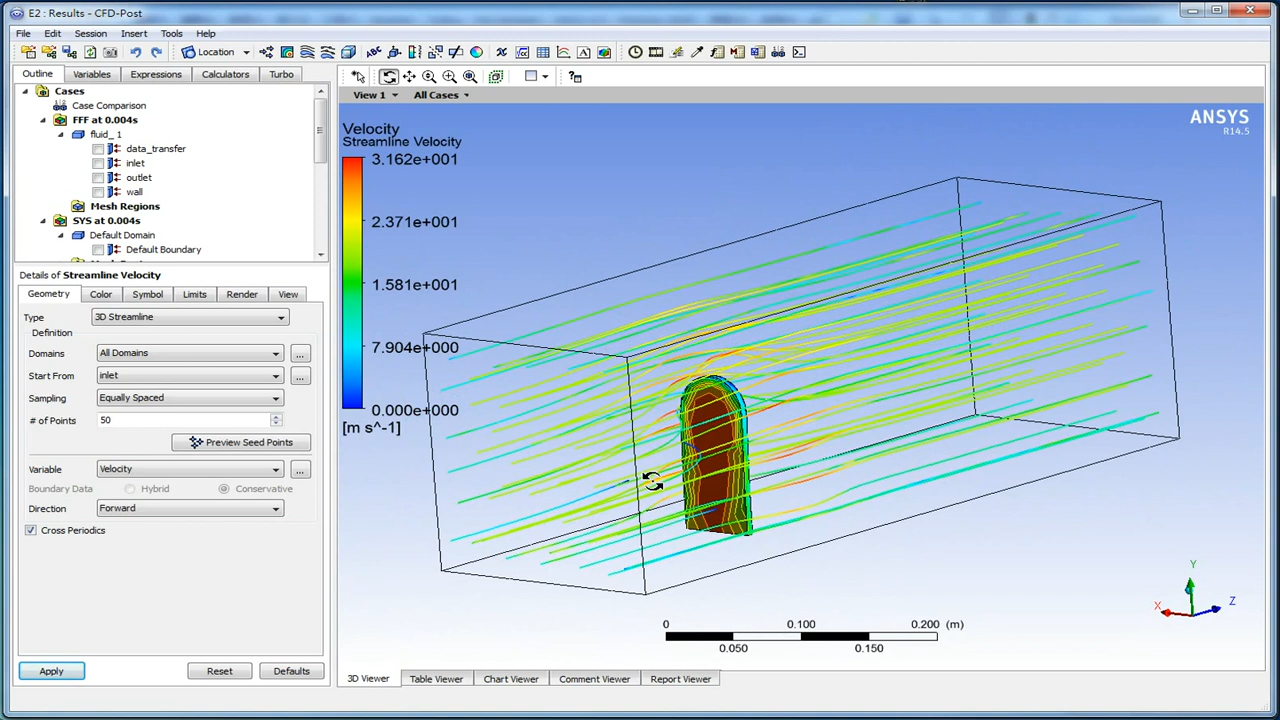 E2 : Results - CFD-Post
File Edit Session Insert Tools Help
Location
Outline Variables Expressions Calculators Turbo
Cases
Case Comparison
FFF at 0.004s
fluid_ 1
data_transfer
inlet
outlet
wall
Mesh Regions
SYS at 0.004s
Default Domain
Default Boundary
Details of Streamline Velocity
Geometry Color Symbol Limits Render View
Type 3D Streamline
Definition
Domains All Domains ...
Start From inlet ...
Sampling Equally Spaced
# of Points 50
Preview Seed Points
Variable Velocity ...
Boundary Data Hybrid Conservative
Direction Forward
Cross Periodics
Apply Reset Defaults
View 1 All Cases
Velocity
Streamline Velocity
3.162e+001
2.371e+001
1.581e+001
7.904e+000
0.000e+000
[m s^-1]
ANSYS
R14.5
Y
X
Z
0 0.100 0.200 (m)
0.050 0.150
3D Viewer Table Viewer Chart Viewer Comment Viewer Report Viewer